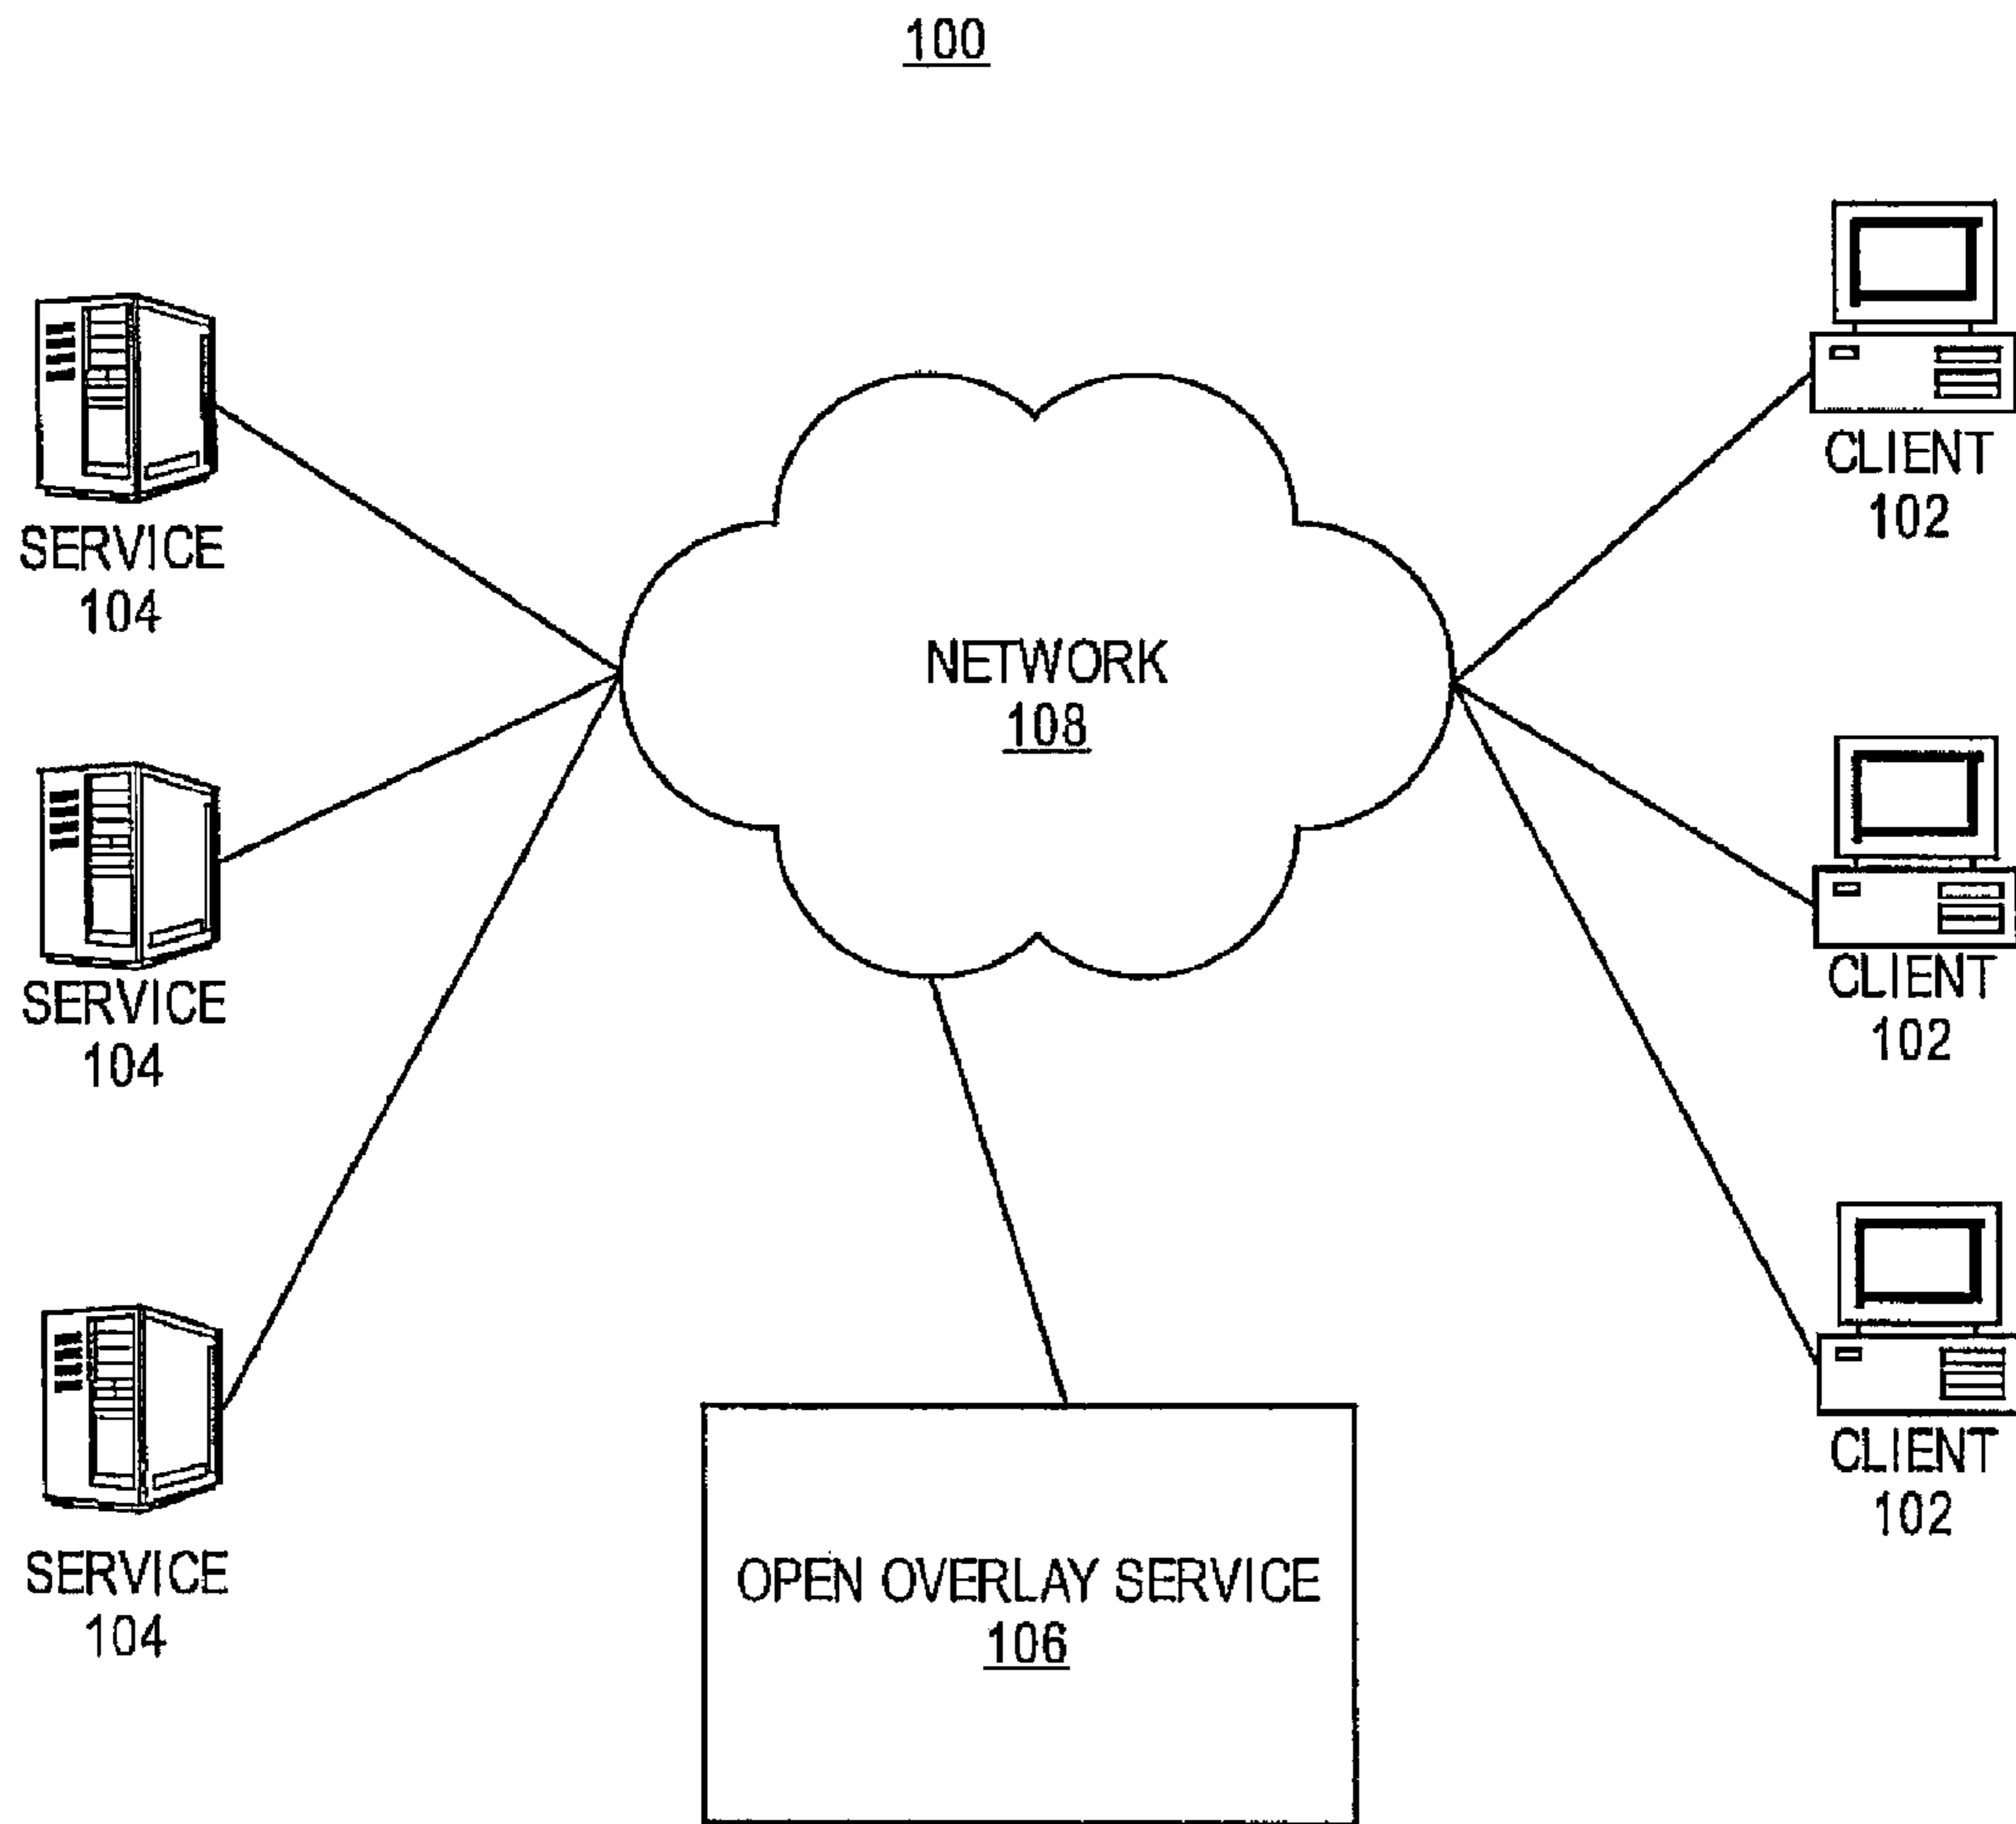 100
SERVICE
104
SERVICE
104
SERVICE
104
NETWORK
108
OPEN OVERLAY SERVICE
106
CLIENT
102
CLIENT
102
CLIENT
102